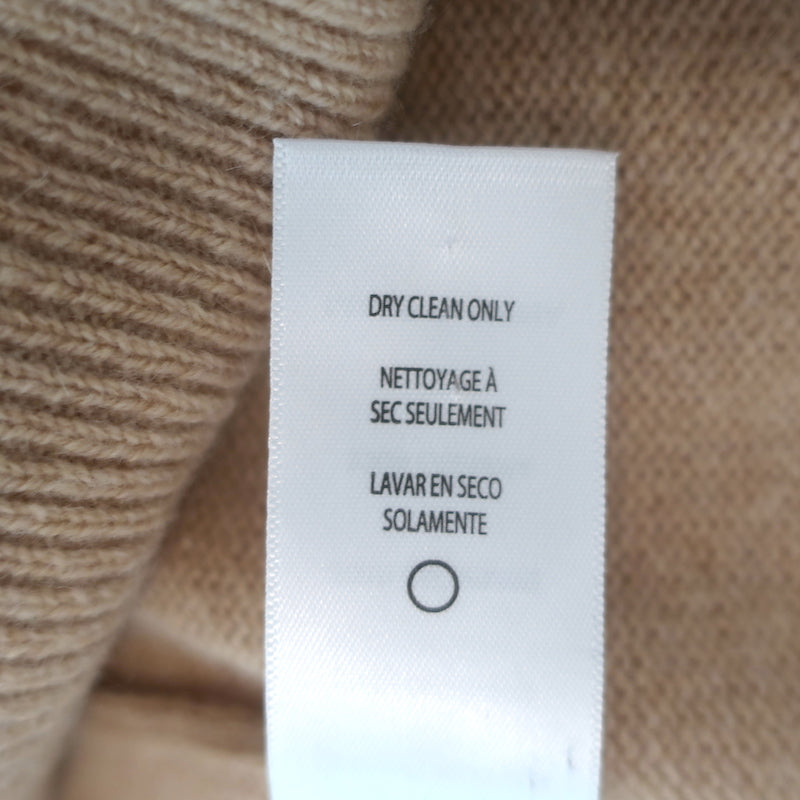 DRY CLEAN ONLY
NETTOYAGE À
SEC SEULEMENT
LAVAR EN SECO
SOLAMENTE